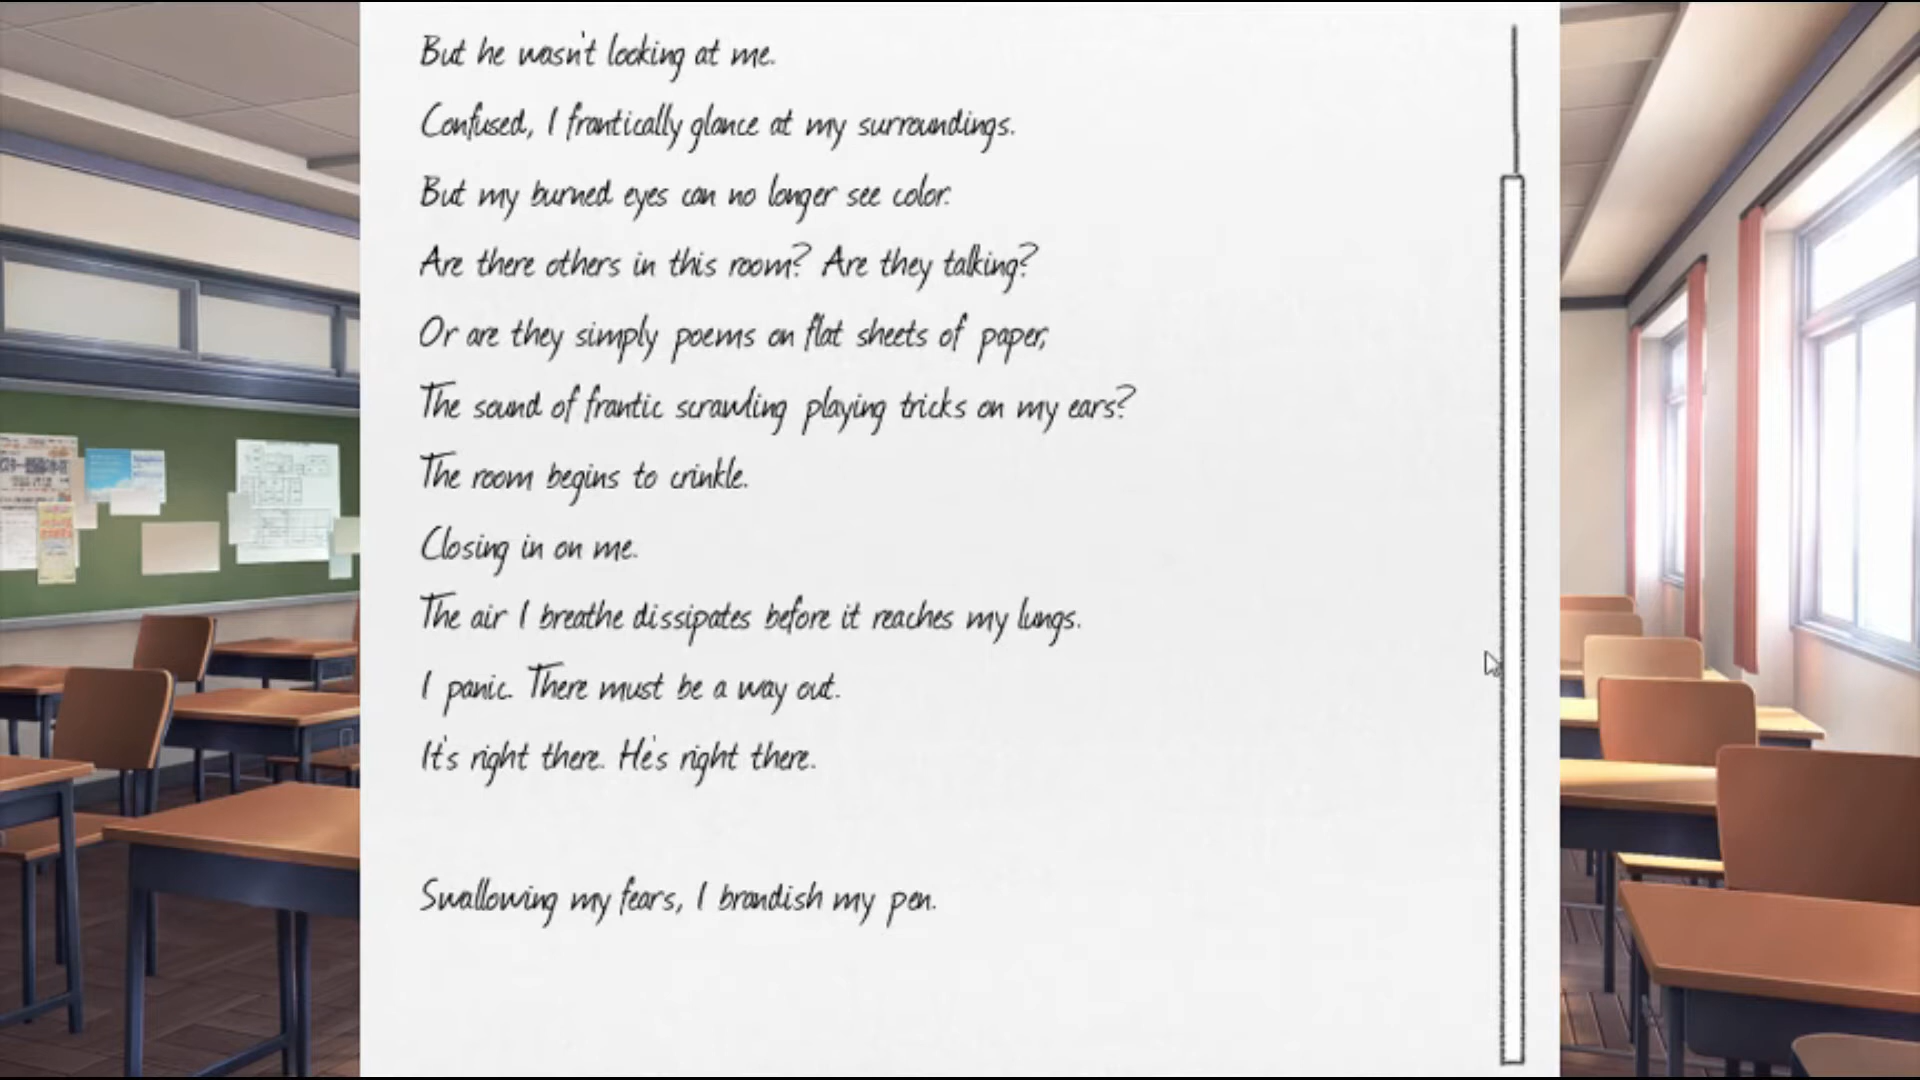 But he wasn't looking at me.
Confused, I frantically glance at my surroundings.
But my burned eyes can no longer see color.
Are there others in this room? Are they talking?
Or are they simply poems on flat sheets of paper,
The sound of frantic scrawling playing tricks on my ears?
The room begins to crinkle.
Closing in on me.
The air I breathe dissipates before it reaches my lungs.
I panic. There must be a way out.
It's right there. He's right there.
Swallowing my fears, I brandish my pen.